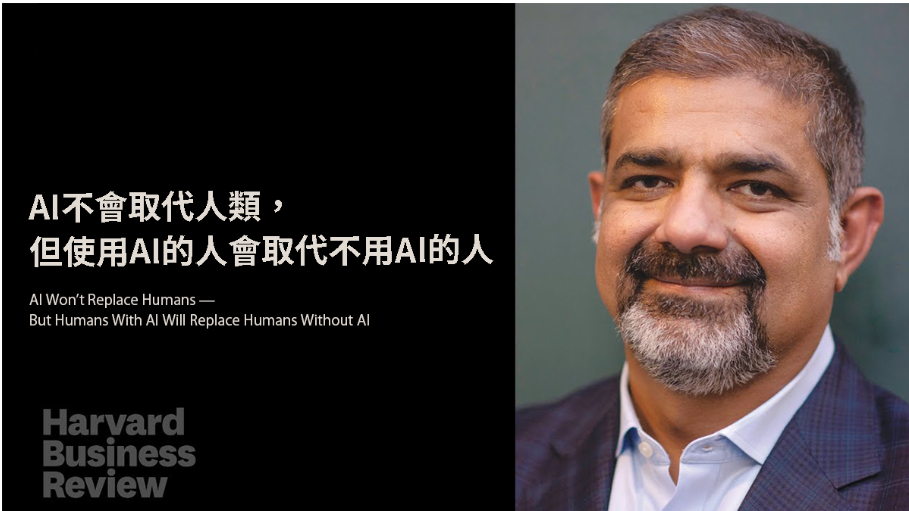 AI不會取代人類，
但使用AI的人會取代不用AI的人
AI Won't Replace Humans —
But Humans With AI Will Replace Humans Without AI
Harvard
Business
Review